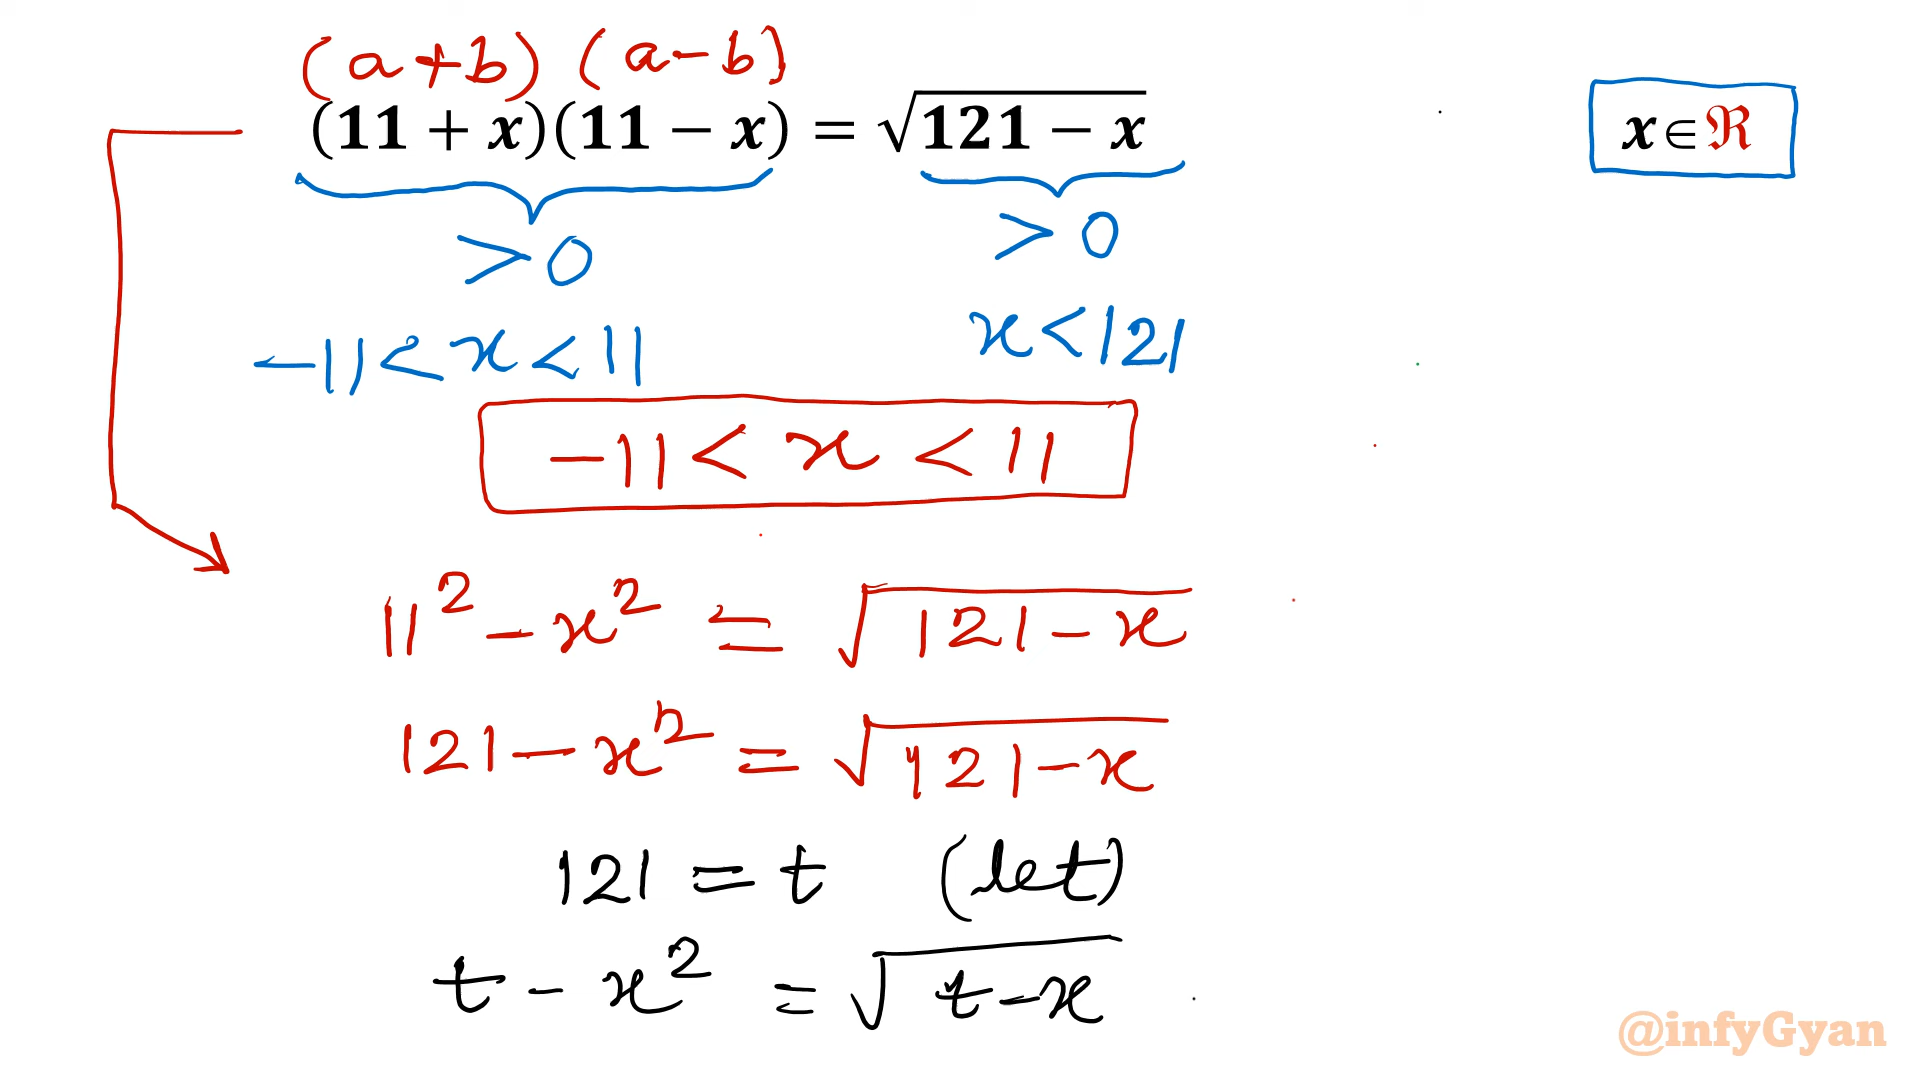 (a+b) (a-b)
(11 + x)(11 − x) = √121 − x
x∈ℜ
>0 >0
-11<x<11 x<121
-11<x<11
11² - x² = √121-x
121-x² = √121-x
121 = t (let)
t - x² = √t-x
@infyGyan